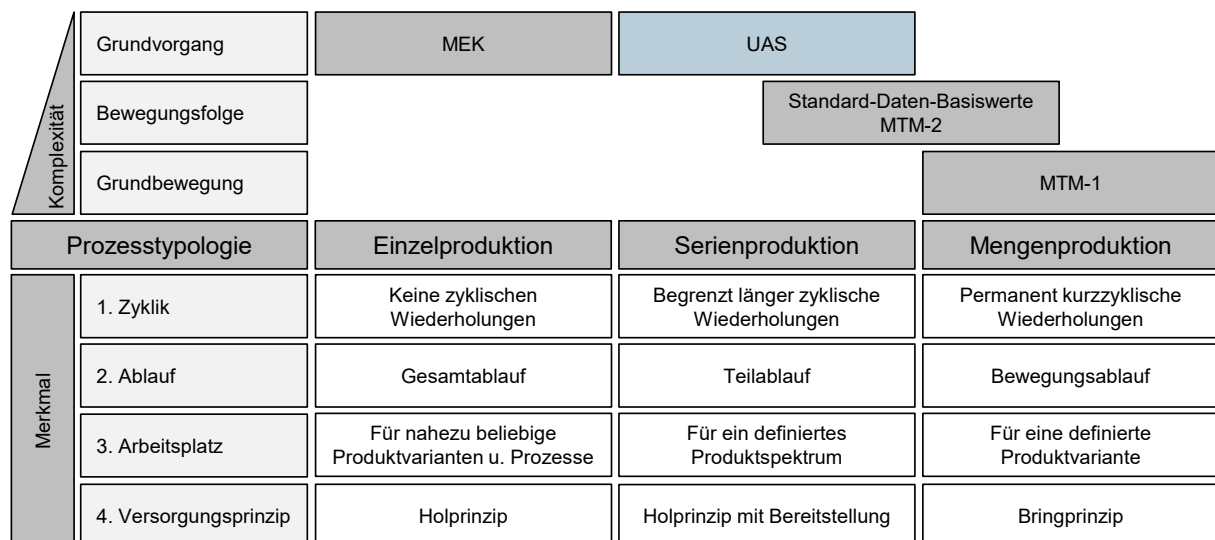 Komplexität
Grundvorgang
MEK
UAS
Bewegungsfolge
Standard-Daten-Basiswerte
MTM-2
Grundbewegung
MTM-1
Prozesstypologie
Einzelproduktion
Serienproduktion
Mengenproduktion
Merkmal
1. Zyklik
Keine zyklischen
Wiederholungen
Begrenzt länger zyklische
Wiederholungen
Permanent kurzzyklische
Wiederholungen
2. Ablauf
Gesamtablauf
Teilablauf
Bewegungsablauf
3. Arbeitsplatz
Für nahezu beliebige
Produktvarianten u. Prozesse
Für ein definiertes
Produktspektrum
Für eine definierte
Produktvariante
4. Versorgungsprinzip
Holprinzip
Holprinzip mit Bereitstellung
Bringprinzip